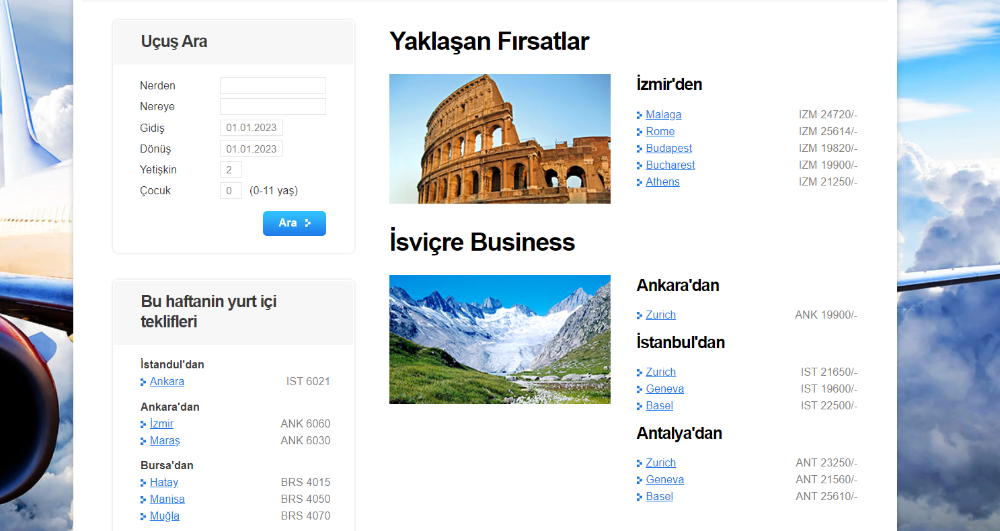 Uçuş Ara
Nerden
Nereye
Gidiş 01.01.2023
Dönüş 01.01.2023
Yetişkin 2
Çocuk 0 (0-11 yaş)
Ara
Bu haftanin yurt içi
teklifleri
İstandul'dan
Ankara IST 6021
Ankara'dan
İzmir ANK 6060
Maraş ANK 6030
Bursa'dan
Hatay BRS 4015
Manisa BRS 4050
Muğla BRS 4070
Yaklaşan Fırsatlar
İzmir'den
Malaga IZM 24720/-
Rome IZM 25614/-
Budapest IZM 19820/-
Bucharest IZM 19900/-
Athens IZM 21250/-
İsviçre Business
Ankara'dan
Zurich ANK 19900/-
İstanbul'dan
Zurich IST 21650/-
Geneva IST 19600/-
Basel IST 22500/-
Antalya'dan
Zurich ANT 23250/-
Geneva ANT 21560/-
Basel ANT 25610/-